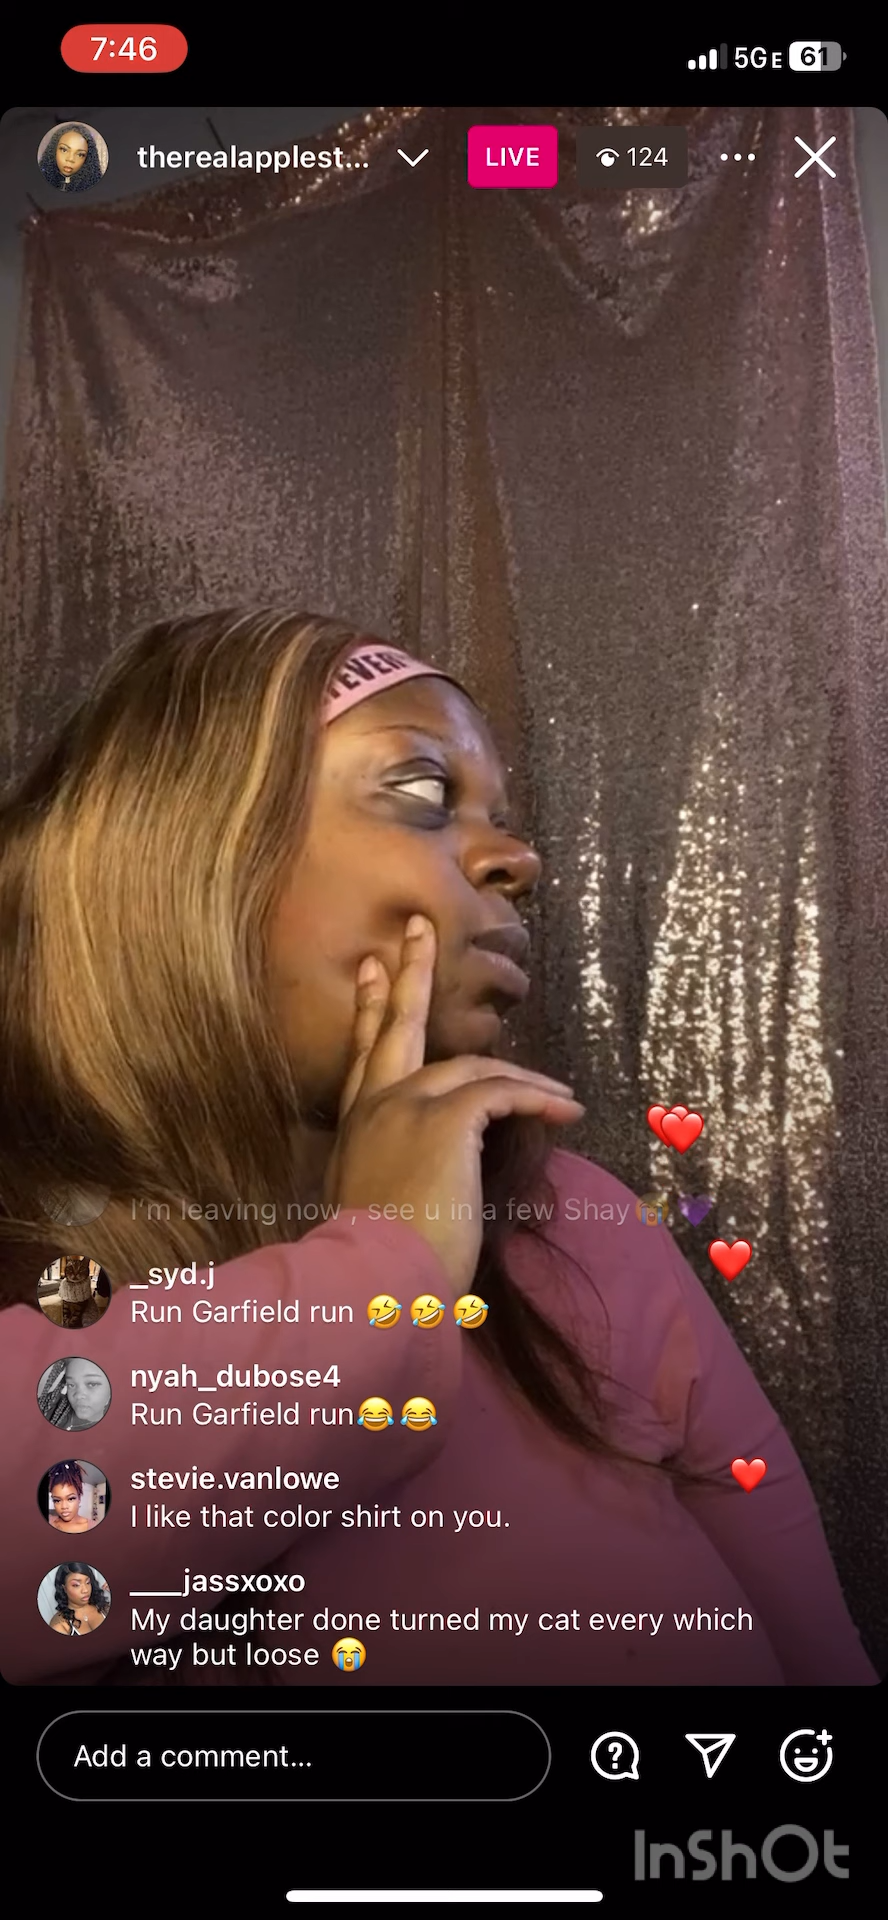 7:46
5GE 61
therealapplest...
LIVE
124
EVER
I'm leaving now , see u in a few Shay 😭 💜
_syd.j
Run Garfield run 🤣 🤣 🤣
nyah_dubose4
Run Garfield run😂 😂
stevie.vanlowe
I like that color shirt on you.
____jassxoxo
My daughter done turned my cat every which
way but loose 😭
Add a comment...
InShOt